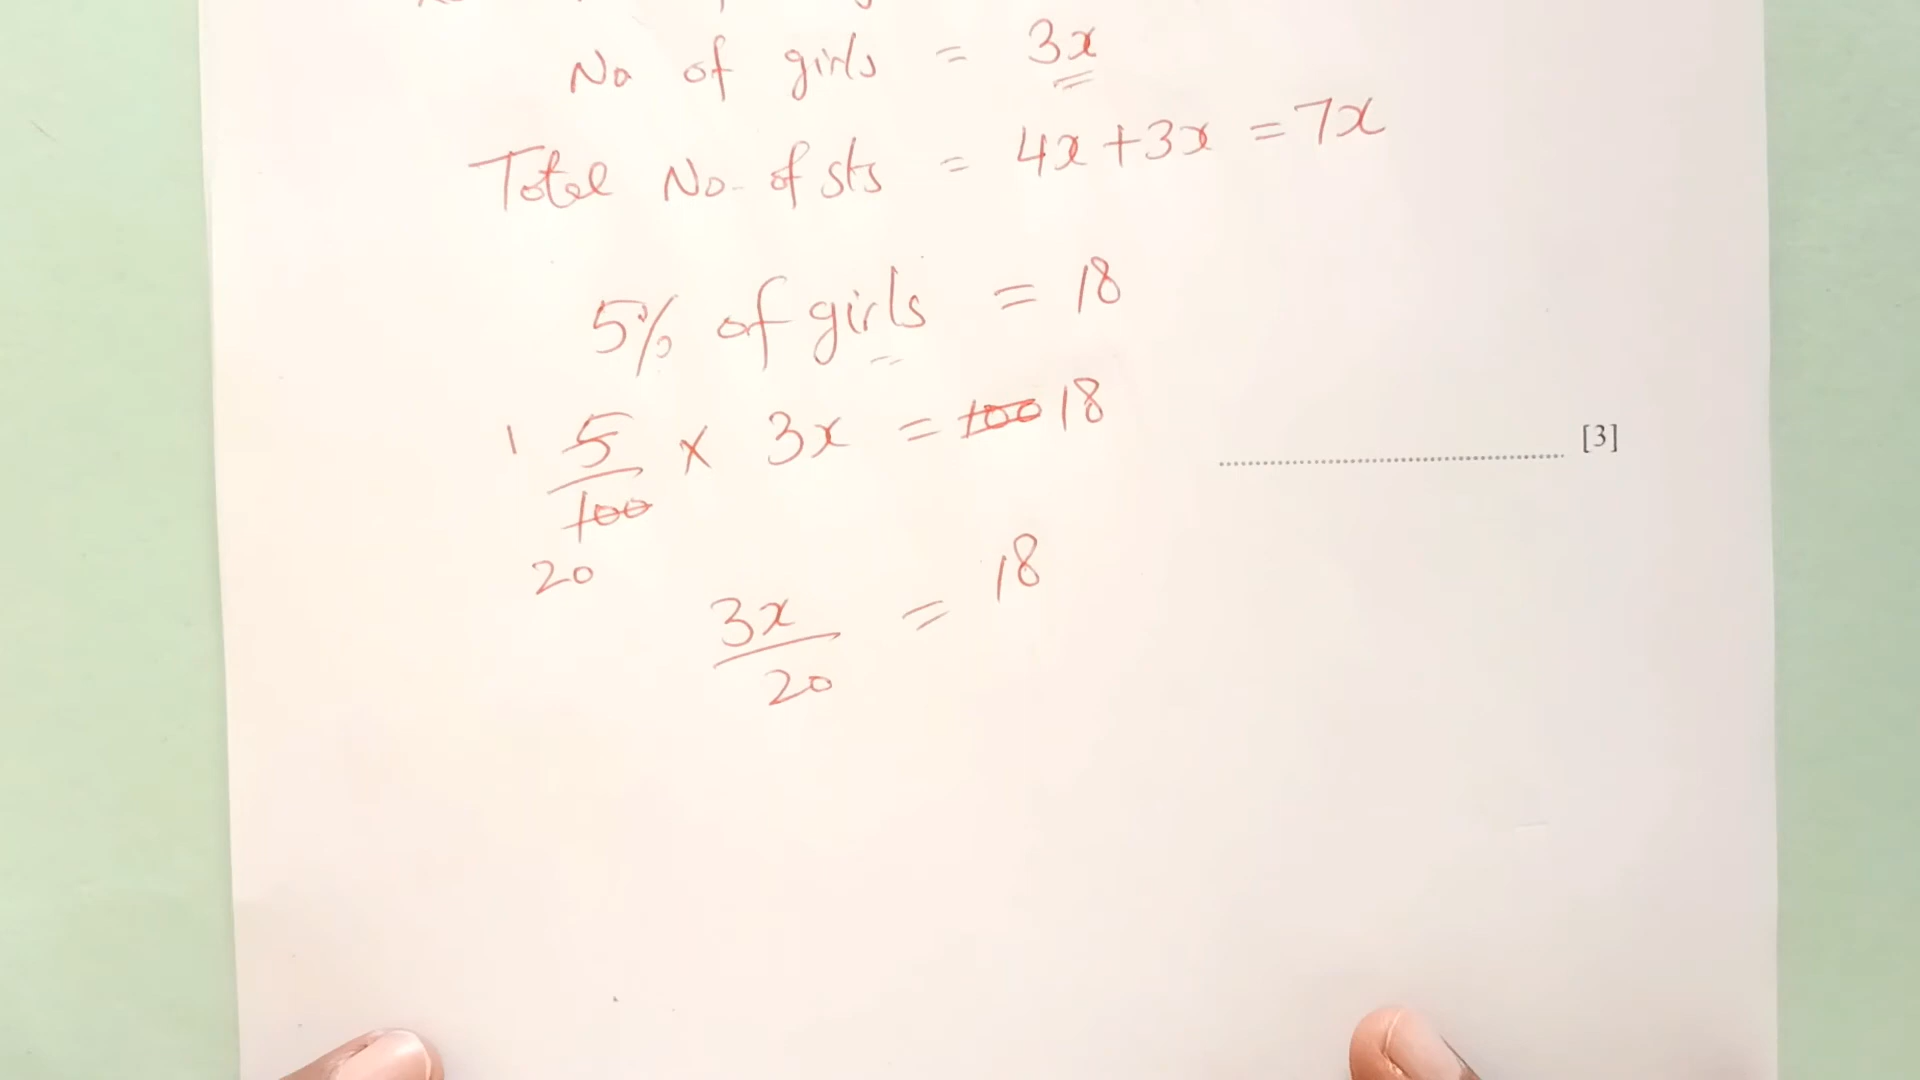 No of girls = 3x
Total No. of sts = 4x + 3x = 7x
5% of girls = 18
1 5/100 × 3x = 100 18
[3]
20
3x/20 = 18